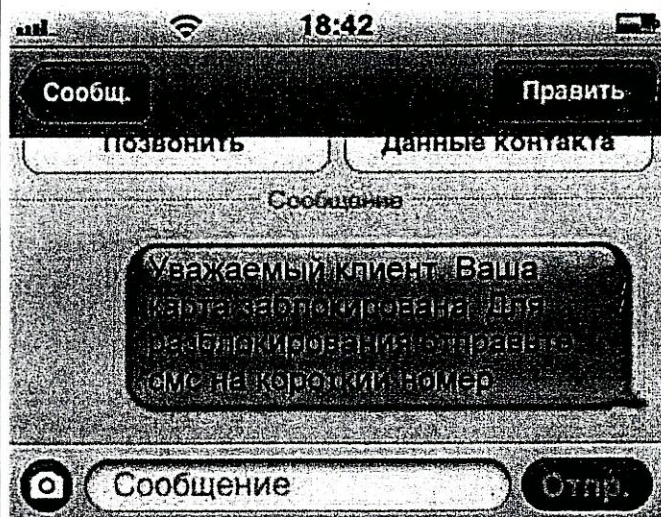 18:42
Сообщ. Править
Позвонить Данные контакта
Сообщение
Уважаемый клиент. Ваша
карта заблокирована. Для
разблокирования отправьте
смс на короткий номер
Сообщение Отпр.